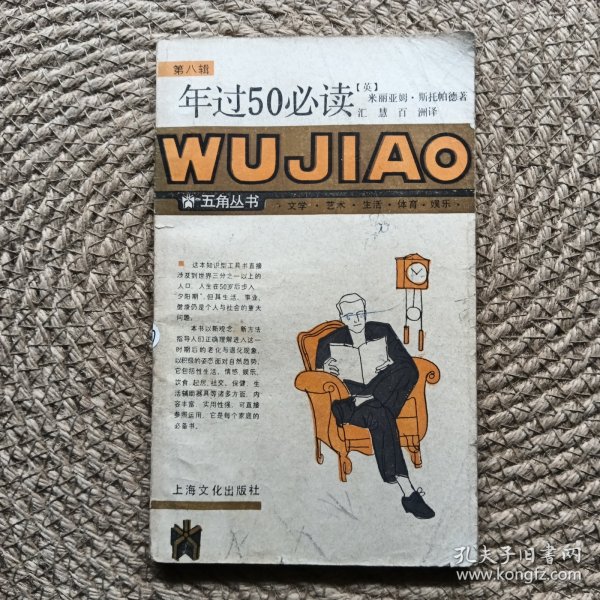 第八辑
年过50必读
【英】
米丽亚姆·斯托帕德著
汇慧百洲译
WUJIAO
五角丛书
·文学·艺术·生活·体育·娱乐·
■ 这本知识型工具书直接
涉及到世界三分之一以上的
人口。人生在50岁后步入
“夕阳期”,但其生活、事业、
健康仍是个人与社会的重大
问题。
本书以新观念、新方法
指导人们正确理解进入这一
时期后的老化与退化现象,
以积极的姿态面对自然趋势。
它包括性生活、情感、娱乐、
饮食、起居、社交、保健、生
活辅助器具等诸多方面,内
容丰富,实用性强,可直接
参照运用,它是每个家庭的
必备书。
上海文化出版社
孔夫子旧书网
www.kongfz.com